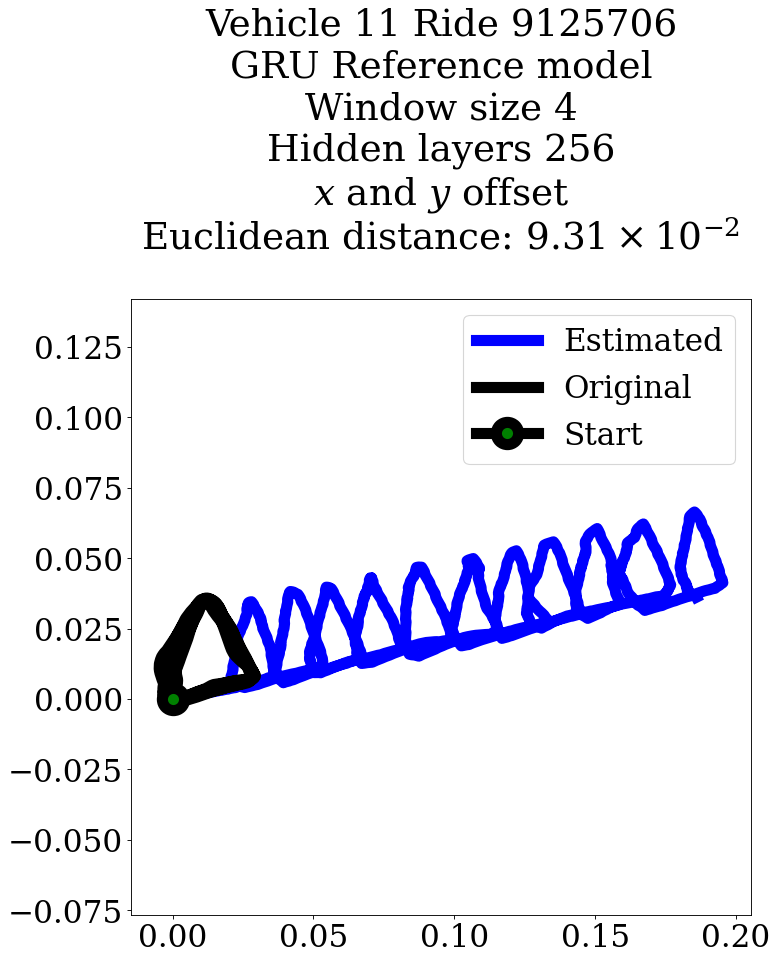 Vehicle 11 Ride 9125706
GRU Reference model
Window size 4
Hidden layers 256
x and y offset
Euclidean distance: 9.31 × 10⁻²
Estimated
Original
Start
0.125
0.100
0.075
0.050
0.025
0.000
−0.025
−0.050
−0.075
0.00 0.05 0.10 0.15 0.20